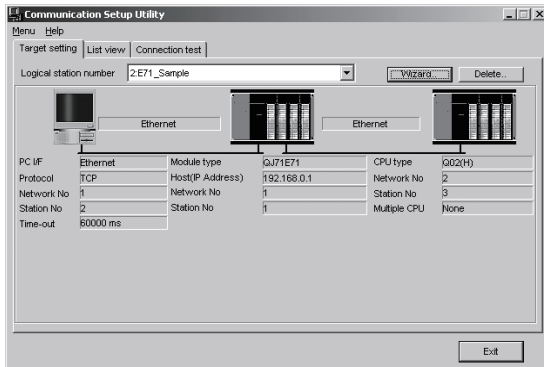 Communication Setup Utility
Menu Help
Target setting List view Connection test
Logical station number 2:E71_Sample Wizard... Delete..
Ethernet Ethernet
PC I/F Ethernet Module type QJ71E71 CPU type Q02(H)
Protocol TCP Host(IP Address) 192.168.0.1 Network No 2
Network No 1 Network No 1 Station No 3
Station No 2 Station No 1 Multiple CPU None
Time-out 60000 ms
Exit